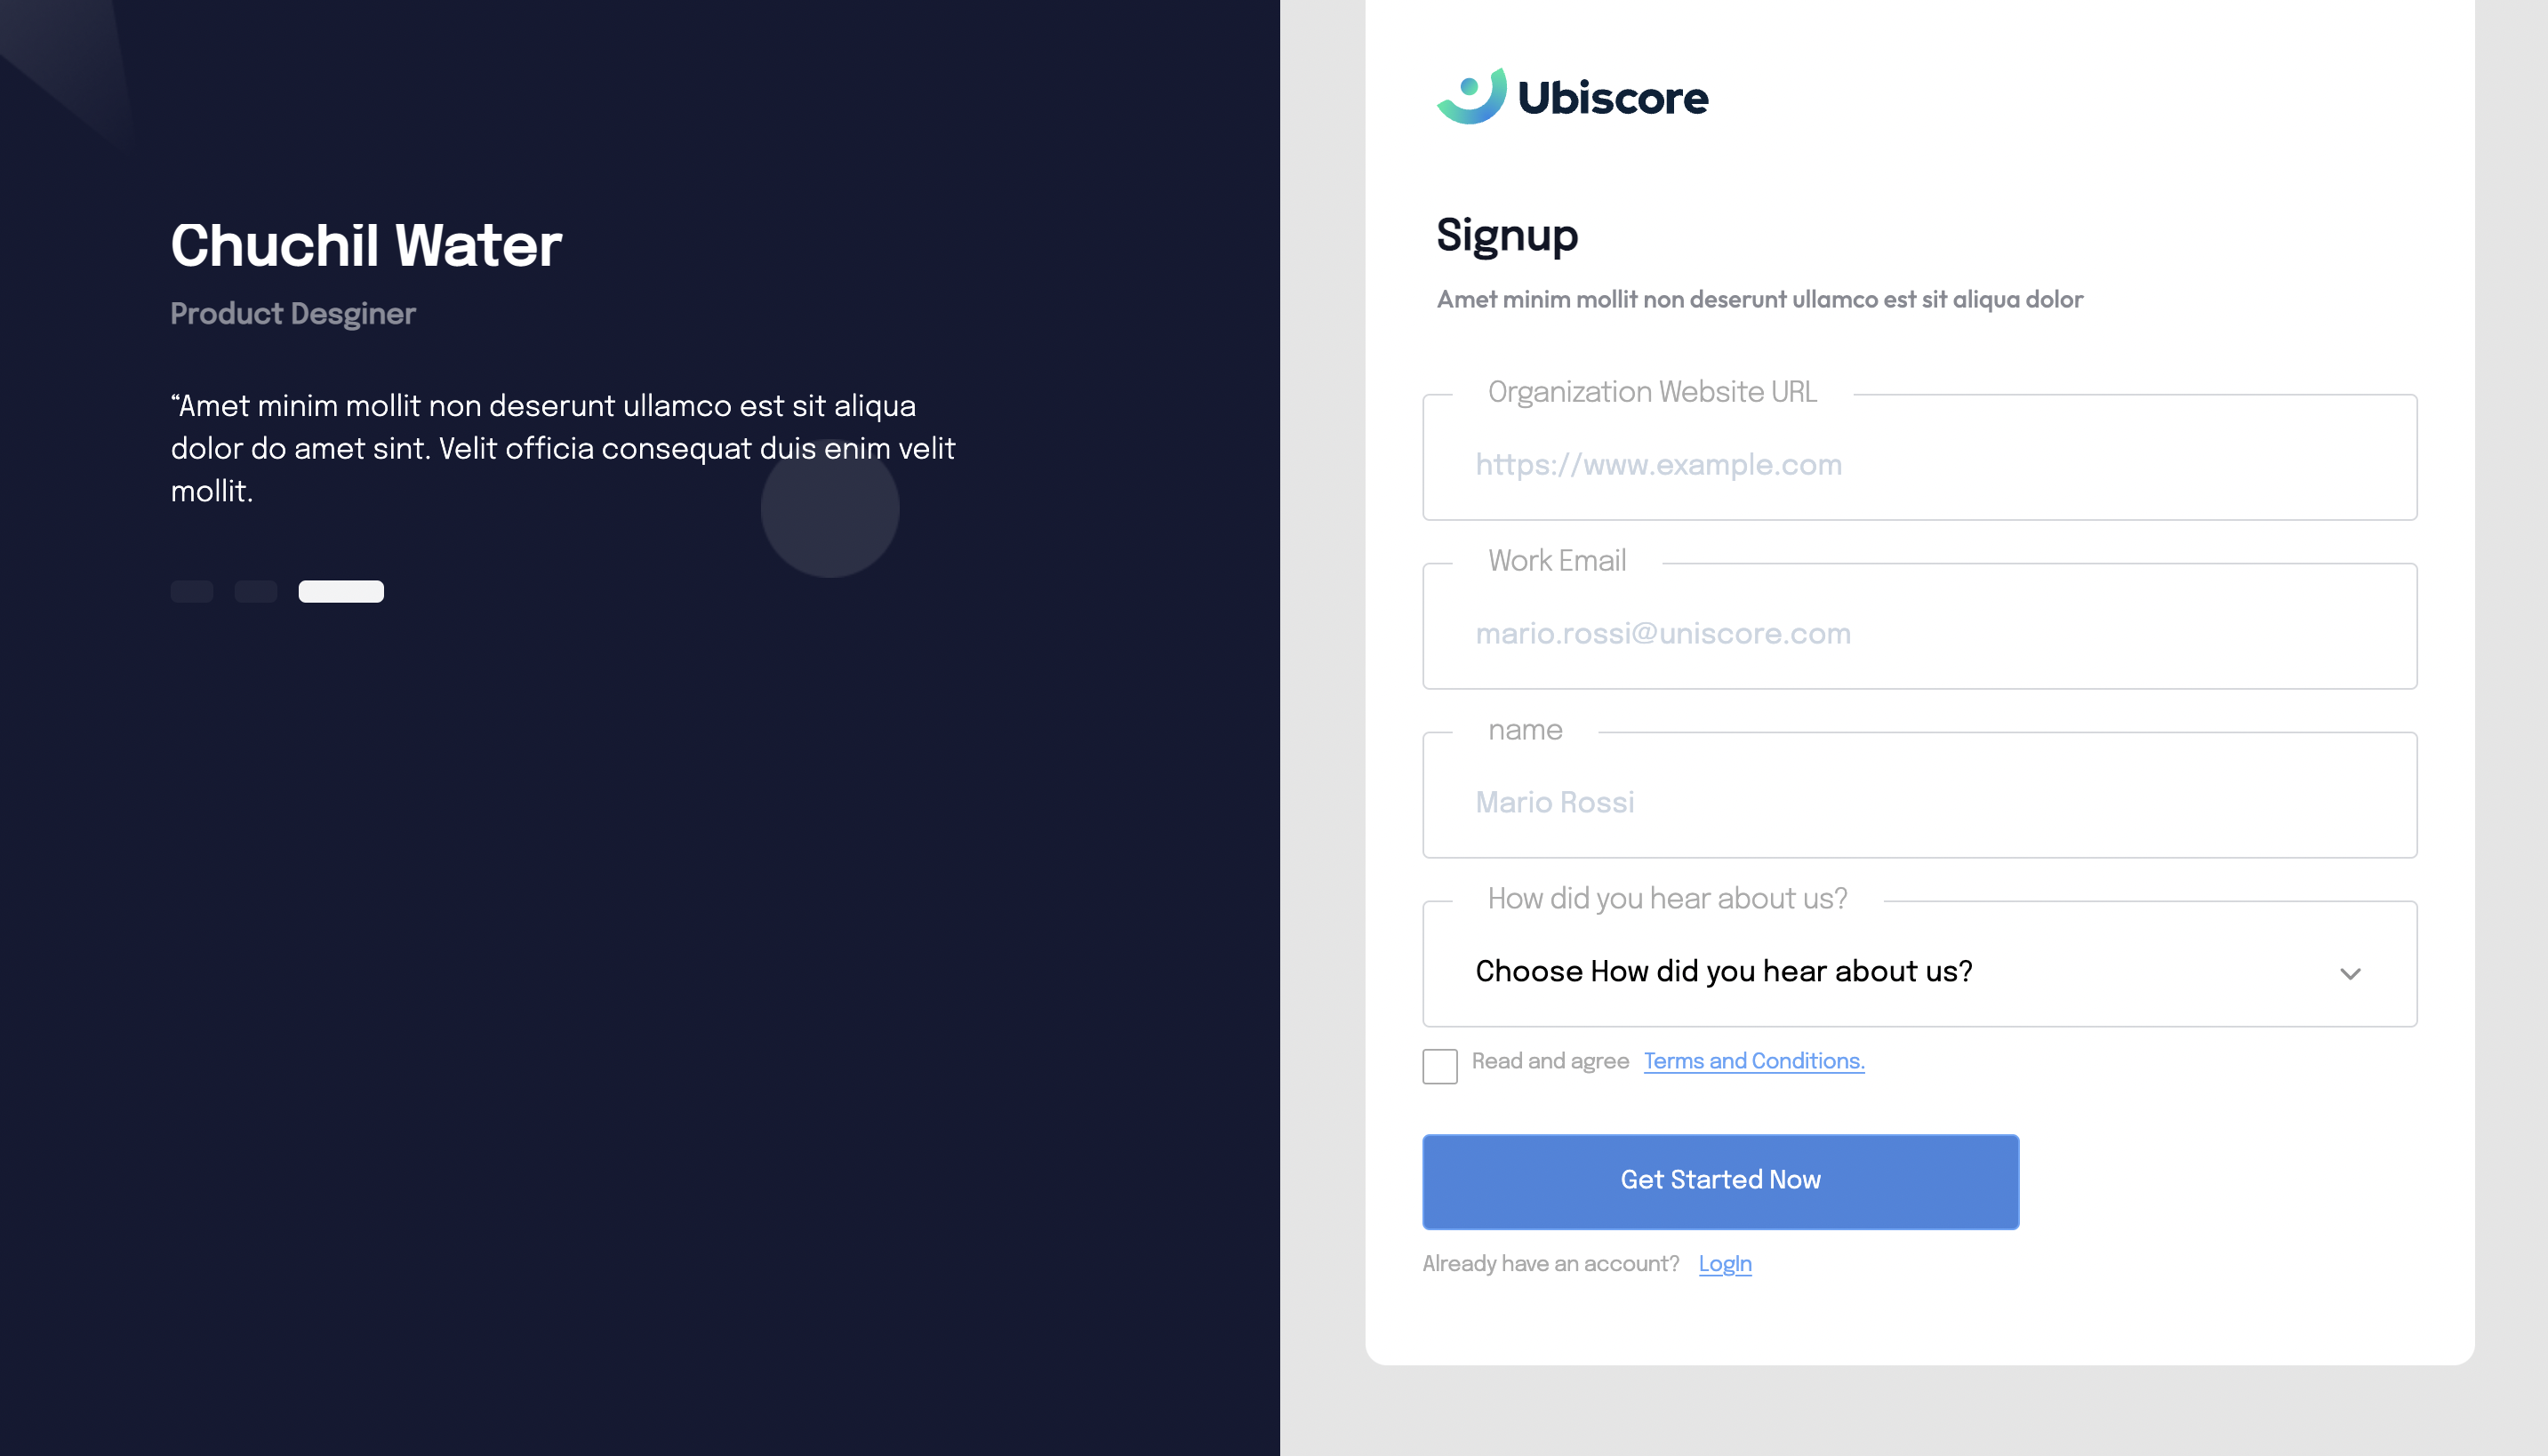 Chuchil Water
Product Desginer
“Amet minim mollit non deserunt ullamco est sit aliqua
dolor do amet sint. Velit officia consequat duis enim velit
mollit.
Ubiscore
Signup
Amet minim mollit non deserunt ullamco est sit aliqua dolor
Organization Website URL
https://www.example.com
Work Email
mario.rossi@uniscore.com
name
Mario Rossi
How did you hear about us?
Choose How did you hear about us?
Read and agree Terms and Conditions.
Get Started Now
Already have an account? LogIn